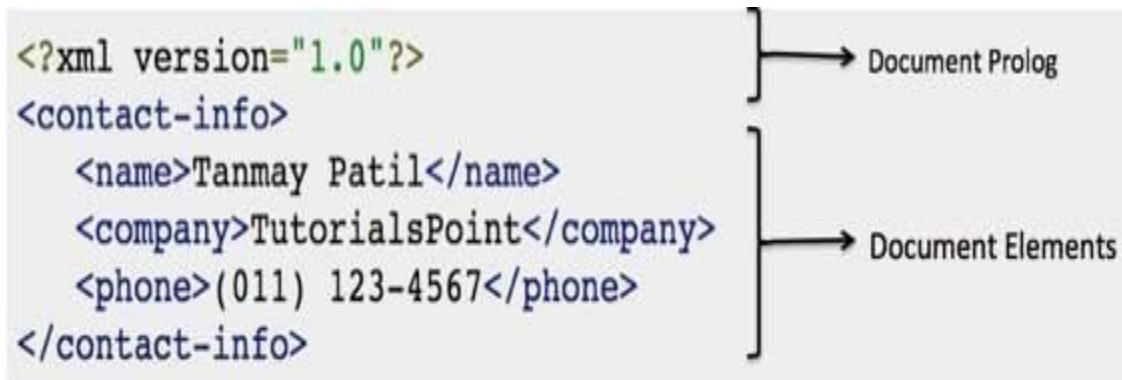 <?xml version="1.0"?>
<contact-info>
<name>Tanmay Patil</name>
<company>TutorialsPoint</company>
<phone>(011) 123-4567</phone>
</contact-info>
Document Prolog
Document Elements